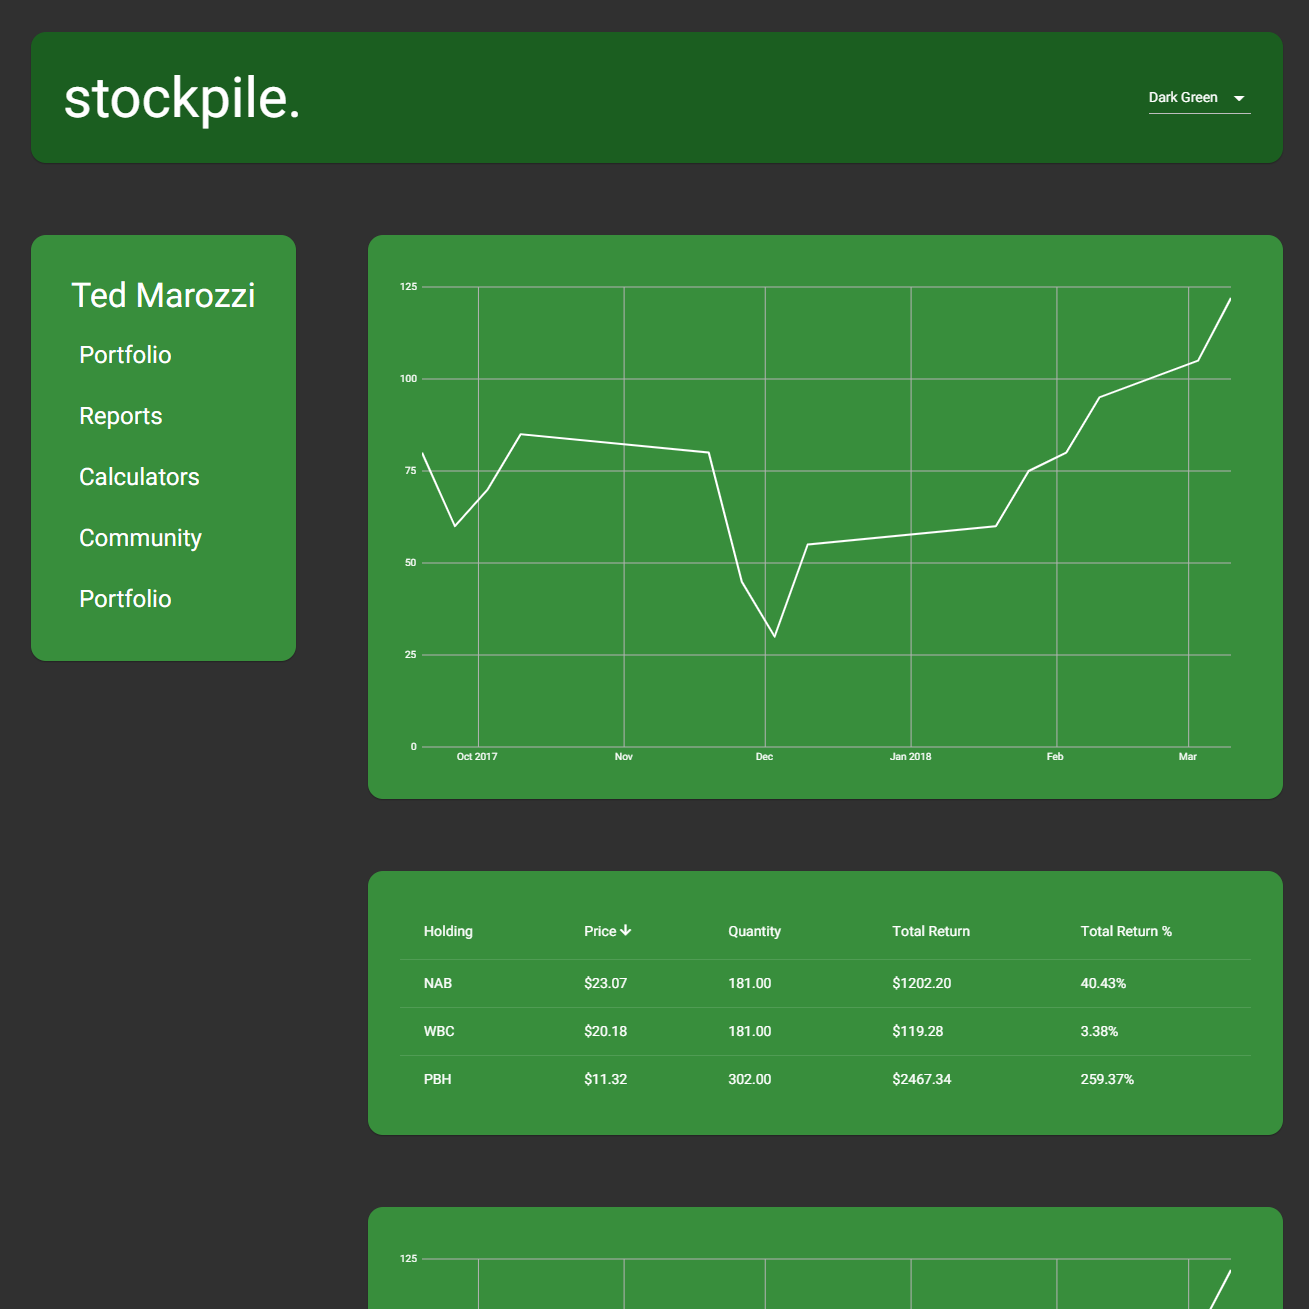 stockpile.
Dark Green
Ted Marozzi
Portfolio
Reports
Calculators
Community
Portfolio
125
100
75
50
25
0
Oct 2017 Nov Dec Jan 2018 Feb Mar
Holding Price Quantity Total Return Total Return %
NAB $23.07 181.00 $1202.20 40.43%
WBC $20.18 181.00 $119.28 3.38%
PBH $11.32 302.00 $2467.34 259.37%
125